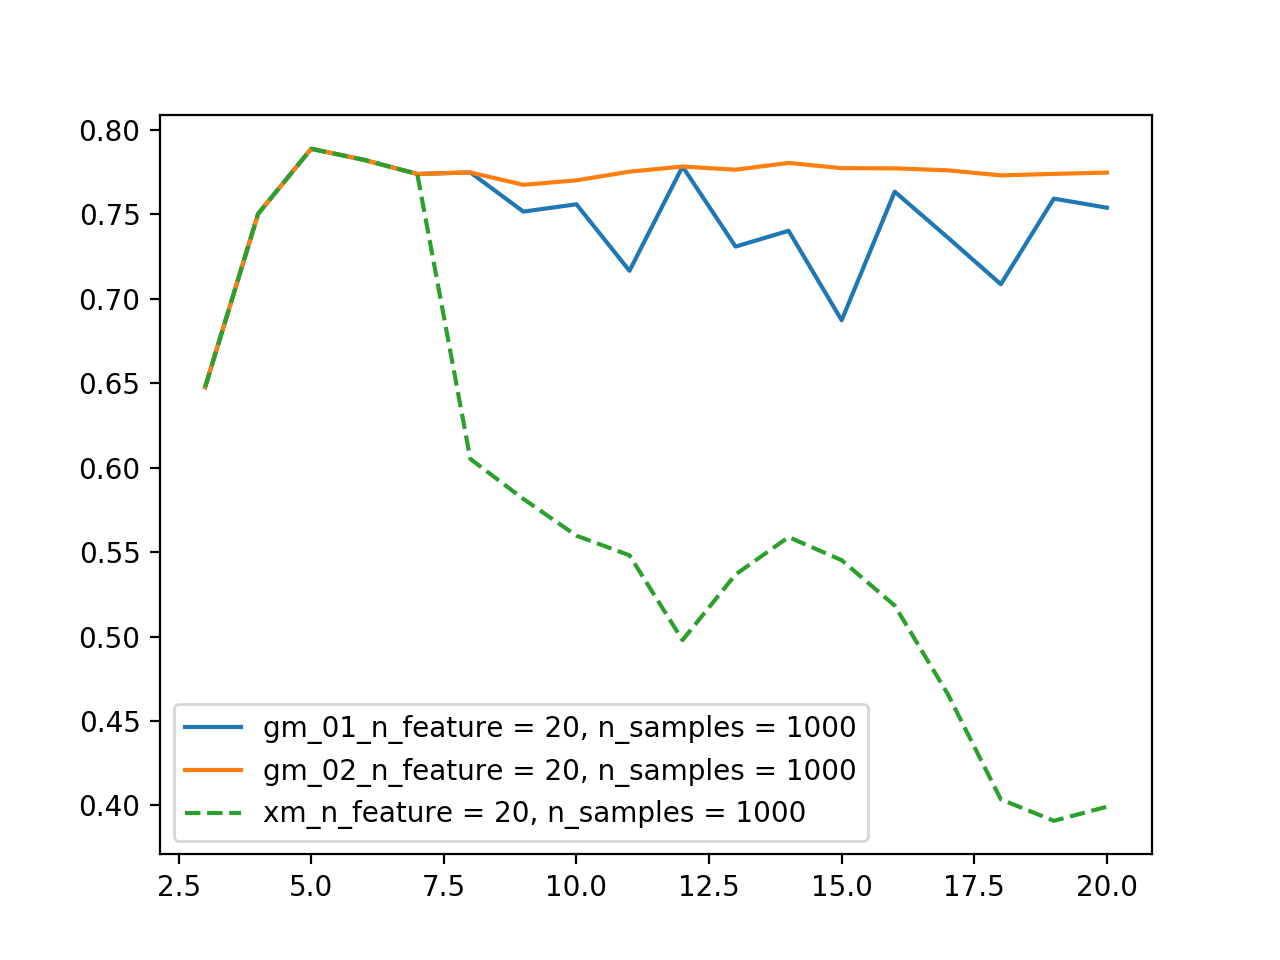 0.80
0.75
0.70
0.65
0.60
0.55
0.50
0.45
0.40
gm_01_n_feature = 20, n_samples = 1000
gm_02_n_feature = 20, n_samples = 1000
xm_n_feature = 20, n_samples = 1000
2.5 5.0 7.5 10.0 12.5 15.0 17.5 20.0